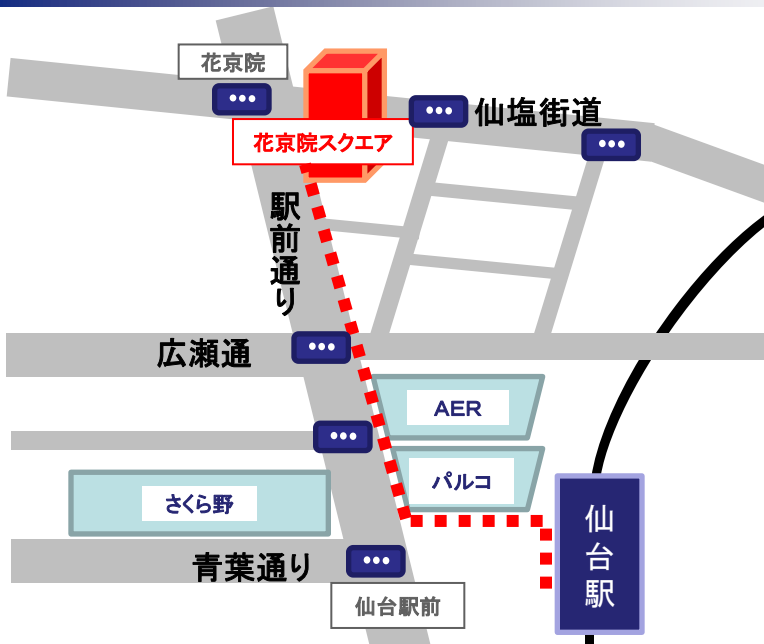 花京院
仙塩街道
花京院スクエア
駅前通り
広瀬通
AER
パルコ
さくら野
仙台駅
青葉通り
仙台駅前